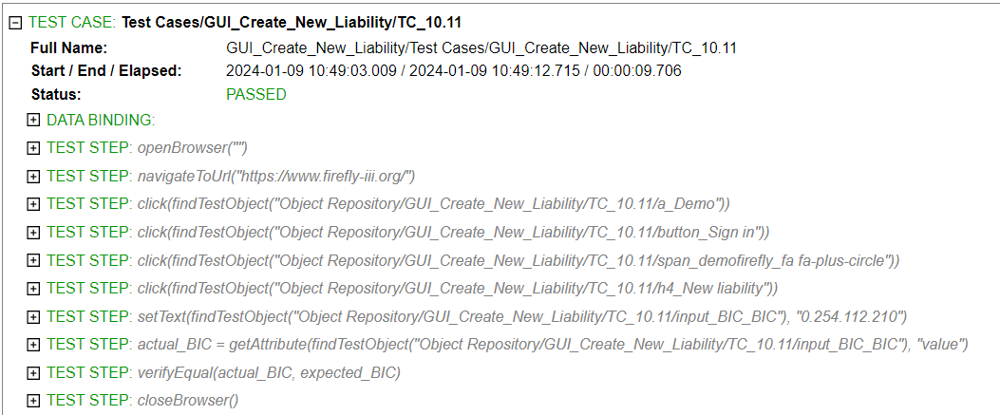 TEST CASE: Test Cases/GUI_Create_New_Liability/TC_10.11
Full Name: GUI_Create_New_Liability/Test Cases/GUI_Create_New_Liability/TC_10.11
Start / End / Elapsed: 2024-01-09 10:49:03.009 / 2024-01-09 10:49:12.715 / 00:00:09.706
Status: PASSED
DATA BINDING:
TEST STEP: openBrowser("")
TEST STEP: navigateToUrl("https://www.firefly-iii.org/")
TEST STEP: click(findTestObject("Object Repository/GUI_Create_New_Liability/TC_10.11/a_Demo"))
TEST STEP: click(findTestObject("Object Repository/GUI_Create_New_Liability/TC_10.11/button_Sign in"))
TEST STEP: click(findTestObject("Object Repository/GUI_Create_New_Liability/TC_10.11/span_demofirefly_fa fa-plus-circle"))
TEST STEP: click(findTestObject("Object Repository/GUI_Create_New_Liability/TC_10.11/h4_New liability"))
TEST STEP: setText(findTestObject("Object Repository/GUI_Create_New_Liability/TC_10.11/input_BIC_BIC"), "0.254.112.210")
TEST STEP: actual_BIC = getAttribute(findTestObject("Object Repository/GUI_Create_New_Liability/TC_10.11/input_BIC_BIC"), "value")
TEST STEP: verifyEqual(actual_BIC, expected_BIC)
TEST STEP: closeBrowser()